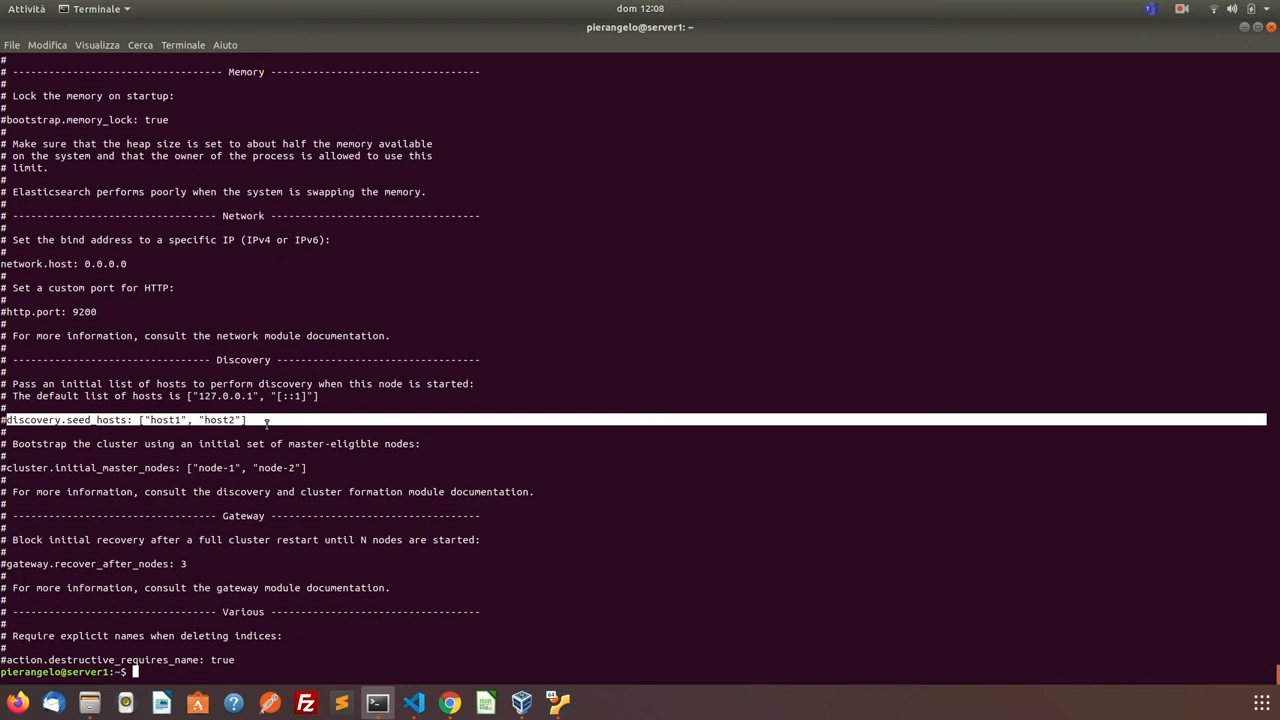 Attività
Terminale
dom 12:08
pierangelo@server1: ~
File Modifica Visualizza Cerca Terminale Aiuto
#
# ---------------------------------- Memory -----------------------------------
#
# Lock the memory on startup:
#
#bootstrap.memory_lock: true
#
# Make sure that the heap size is set to about half the memory available
# on the system and that the owner of the process is allowed to use this
# limit.
#
# Elasticsearch performs poorly when the system is swapping the memory.
#
# ---------------------------------- Network -----------------------------------
#
# Set the bind address to a specific IP (IPv4 or IPv6):
#
network.host: 0.0.0.0
#
# Set a custom port for HTTP:
#
#http.port: 9200
#
# For more information, consult the network module documentation.
#
# --------------------------------- Discovery ----------------------------------
#
# Pass an initial list of hosts to perform discovery when this node is started:
# The default list of hosts is ["127.0.0.1", "[::1]"]
#
#discovery.seed_hosts: ["host1", "host2"]
#
# Bootstrap the cluster using an initial set of master-eligible nodes:
#
#cluster.initial_master_nodes: ["node-1", "node-2"]
#
# For more information, consult the discovery and cluster formation module documentation.
#
# ---------------------------------- Gateway -----------------------------------
#
# Block initial recovery after a full cluster restart until N nodes are started:
#
#gateway.recover_after_nodes: 3
#
# For more information, consult the gateway module documentation.
#
# ---------------------------------- Various -----------------------------------
#
# Require explicit names when deleting indices:
#
#action.destructive_requires_name: true
pierangelo@server1:~$